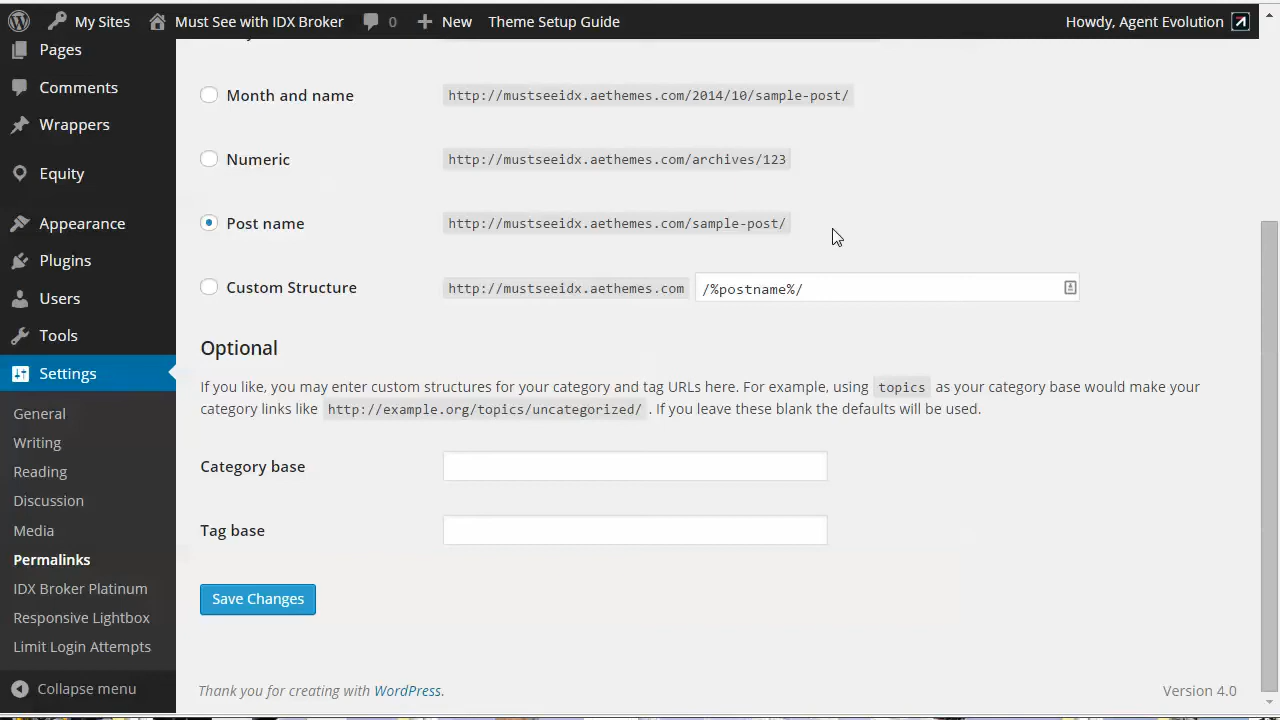 My Sites Must See with IDX Broker 0 New Theme Setup Guide Howdy, Agent Evolution
Pages
Comments
Wrappers
Equity
Appearance
Plugins
Users
Tools
Settings
General
Writing
Reading
Discussion
Media
Permalinks
IDX Broker Platinum
Responsive Lightbox
Limit Login Attempts
Collapse menu
Month and name http://mustseeidx.aethemes.com/2014/10/sample-post/
Numeric http://mustseeidx.aethemes.com/archives/123
Post name http://mustseeidx.aethemes.com/sample-post/
Custom Structure http://mustseeidx.aethemes.com /%postname%/
Optional
If you like, you may enter custom structures for your category and tag URLs here. For example, using topics as your category base would make your
category links like http://example.org/topics/uncategorized/ . If you leave these blank the defaults will be used.
Category base
Tag base
Save Changes
Thank you for creating with WordPress. Version 4.0